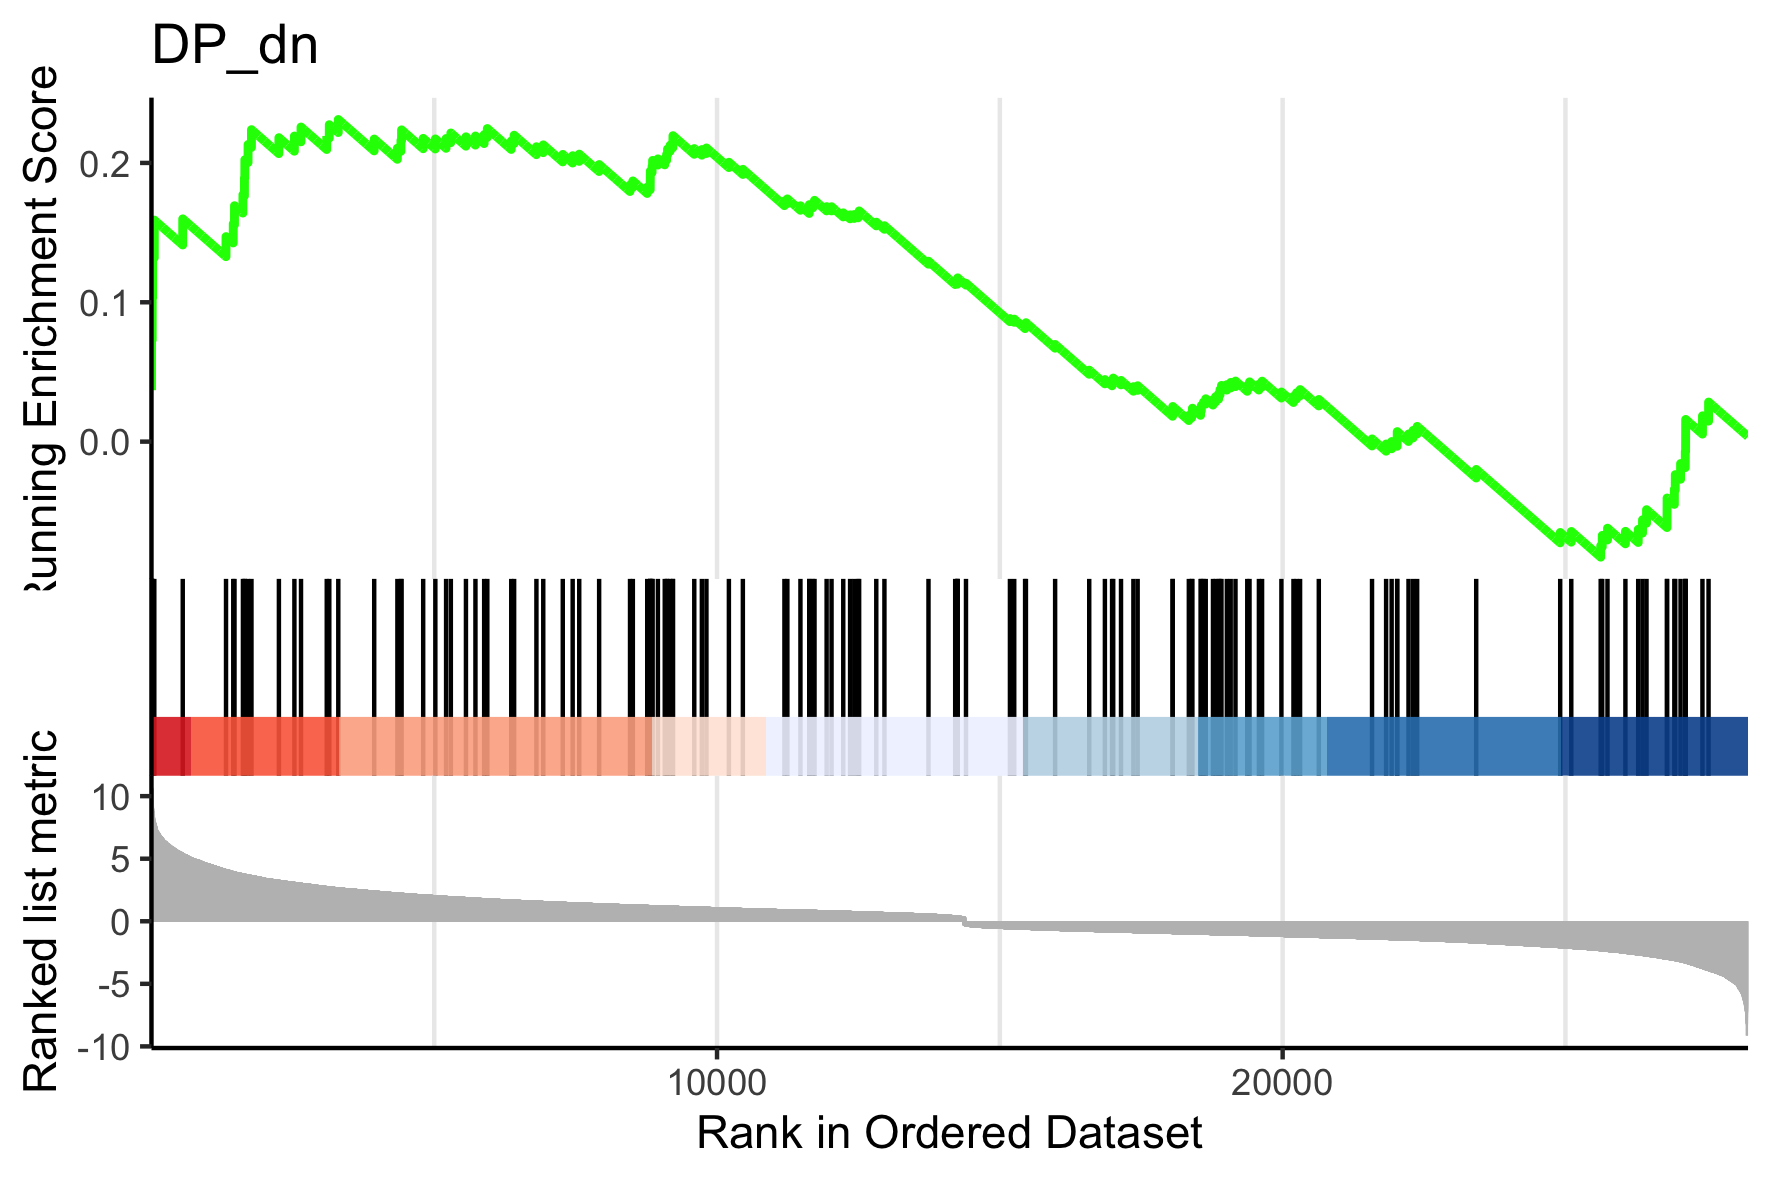 DP_dn
Running Enrichment Score
0.2
0.1
0.0
Ranked list metric
10
5
0
-5
-10
10000
20000
Rank in Ordered Dataset